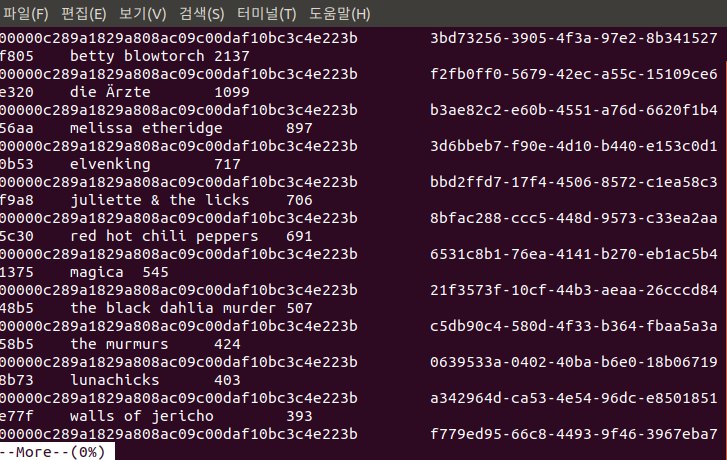 파일(F) 편집(E) 보기(V) 검색(S) 터미널(T) 도움말(H)
00000c289a1829a808ac09c00daf10bc3c4e223b 3bd73256-3905-4f3a-97e2-8b341527
f805 betty blowtorch 2137
00000c289a1829a808ac09c00daf10bc3c4e223b f2fb0ff0-5679-42ec-a55c-15109ce6
e320 die Ärzte 1099
00000c289a1829a808ac09c00daf10bc3c4e223b b3ae82c2-e60b-4551-a76d-6620f1b4
56aa melissa etheridge 897
00000c289a1829a808ac09c00daf10bc3c4e223b 3d6bbeb7-f90e-4d10-b440-e153c0d1
0b53 elvenking 717
00000c289a1829a808ac09c00daf10bc3c4e223b bbd2ffd7-17f4-4506-8572-c1ea58c3
f9a8 juliette & the licks 706
00000c289a1829a808ac09c00daf10bc3c4e223b 8bfac288-ccc5-448d-9573-c33ea2aa
5c30 red hot chili peppers 691
00000c289a1829a808ac09c00daf10bc3c4e223b 6531c8b1-76ea-4141-b270-eb1ac5b4
1375 magica 545
00000c289a1829a808ac09c00daf10bc3c4e223b 21f3573f-10cf-44b3-aeaa-26cccd84
48b5 the black dahlia murder 507
00000c289a1829a808ac09c00daf10bc3c4e223b c5db90c4-580d-4f33-b364-fbaa5a3a
58b5 the murmurs 424
00000c289a1829a808ac09c00daf10bc3c4e223b 0639533a-0402-40ba-b6e0-18b06719
8b73 lunachicks 403
00000c289a1829a808ac09c00daf10bc3c4e223b a342964d-ca53-4e54-96dc-e8501851
e77f walls of jericho 393
00000c289a1829a808ac09c00daf10bc3c4e223b f779ed95-66c8-4493-9f46-3967eba7
--More--(0%)